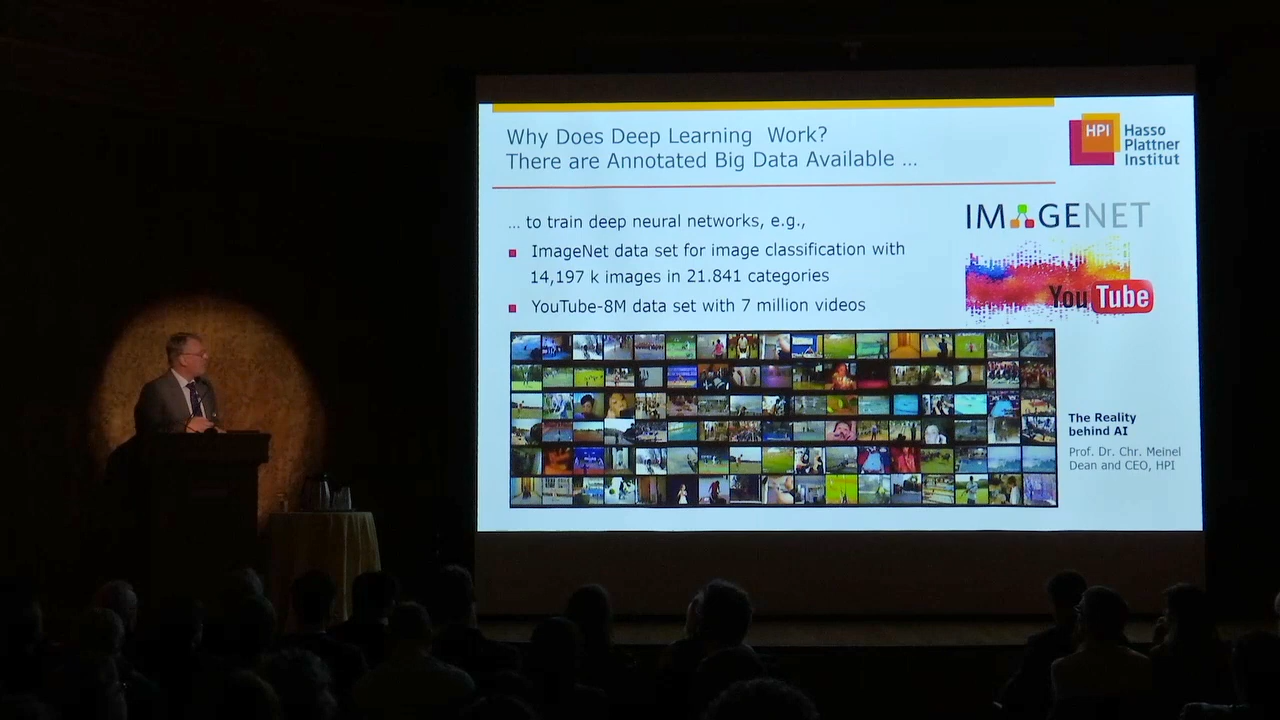 Why Does Deep Learning Work?
There are Annotated Big Data Available ...
HPI Hasso
Plattner
Institut
... to train deep neural networks, e.g.,
ImageNet data set for image classification with
14,197 k images in 21.841 categories
YouTube-8M data set with 7 million videos
IMAGENET
YouTube
The Reality
behind AI
Prof. Dr. Chr. Meinel
Dean and CEO, HPI